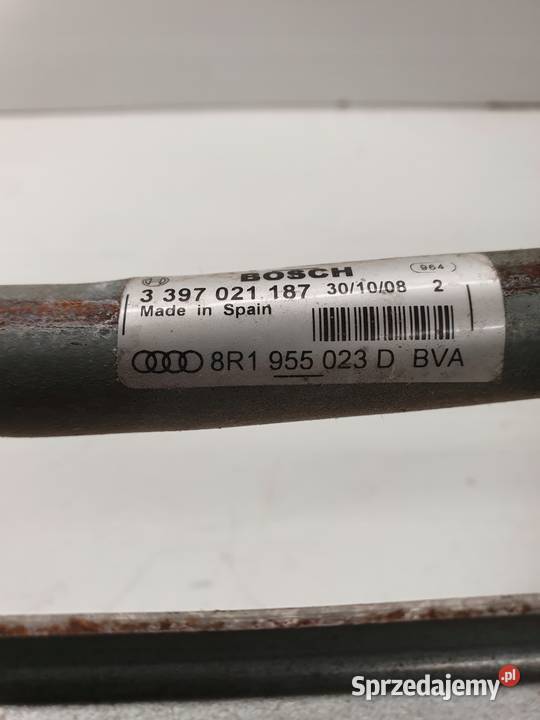 BOSCH 964
3 397 021 187 30/10/08 2
Made in Spain
8R1 955 023 D BVA
Sprzedajemy.pl